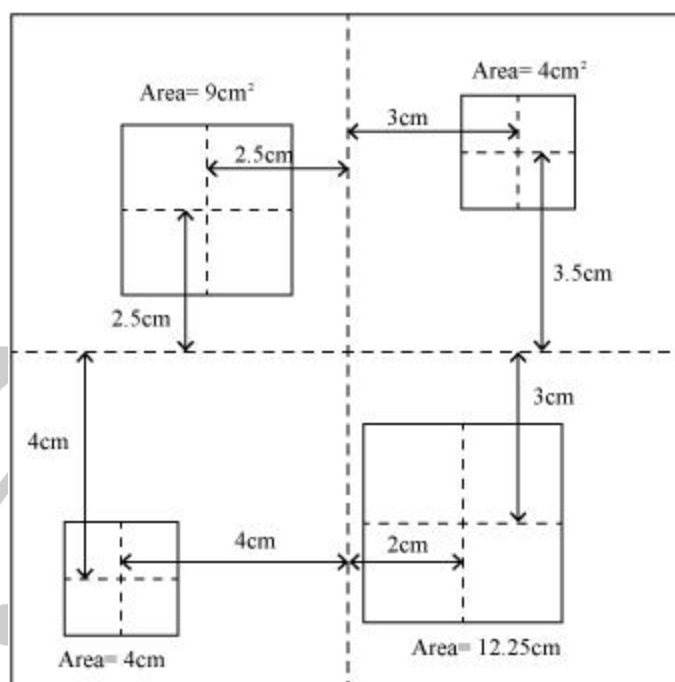 Area= 4cm²
Area= 9cm²
3cm
2.5cm
3.5cm
2.5cm
3cm
4cm
4cm
2cm
Area= 12.25cm
Area= 4cm